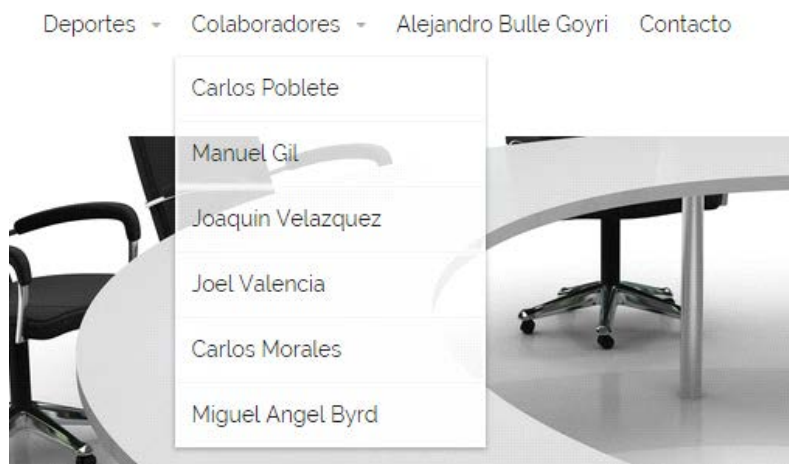 Deportes Colaboradores Alejandro Bulle Goyri Contacto
Carlos Poblete
Manuel Gil
Joaquin Velazquez
Joel Valencia
Carlos Morales
Miguel Angel Byrd